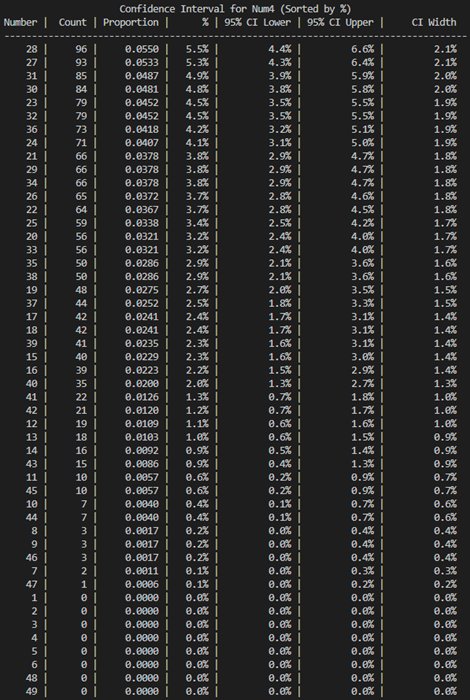 Confidence Interval for Num4 (Sorted by %)
Number | Count | Proportion | % | 95% CI Lower | 95% CI Upper | CI Width
--------------------------------------------------------------------------------
28 | 96 | 0.0550 | 5.5% | 4.4% | 6.6% | 2.1%
27 | 93 | 0.0533 | 5.3% | 4.3% | 6.4% | 2.1%
31 | 85 | 0.0487 | 4.9% | 3.9% | 5.9% | 2.0%
30 | 84 | 0.0481 | 4.8% | 3.8% | 5.8% | 2.0%
23 | 79 | 0.0452 | 4.5% | 3.5% | 5.5% | 1.9%
32 | 79 | 0.0452 | 4.5% | 3.5% | 5.5% | 1.9%
36 | 73 | 0.0418 | 4.2% | 3.2% | 5.1% | 1.9%
24 | 71 | 0.0407 | 4.1% | 3.1% | 5.0% | 1.9%
21 | 66 | 0.0378 | 3.8% | 2.9% | 4.7% | 1.8%
29 | 66 | 0.0378 | 3.8% | 2.9% | 4.7% | 1.8%
34 | 66 | 0.0378 | 3.8% | 2.9% | 4.7% | 1.8%
26 | 65 | 0.0372 | 3.7% | 2.8% | 4.6% | 1.8%
22 | 64 | 0.0367 | 3.7% | 2.8% | 4.5% | 1.8%
25 | 59 | 0.0338 | 3.4% | 2.5% | 4.2% | 1.7%
20 | 56 | 0.0321 | 3.2% | 2.4% | 4.0% | 1.7%
33 | 56 | 0.0321 | 3.2% | 2.4% | 4.0% | 1.7%
35 | 50 | 0.0286 | 2.9% | 2.1% | 3.6% | 1.6%
38 | 50 | 0.0286 | 2.9% | 2.1% | 3.6% | 1.6%
19 | 48 | 0.0275 | 2.7% | 2.0% | 3.5% | 1.5%
37 | 44 | 0.0252 | 2.5% | 1.8% | 3.3% | 1.5%
17 | 42 | 0.0241 | 2.4% | 1.7% | 3.1% | 1.4%
18 | 42 | 0.0241 | 2.4% | 1.7% | 3.1% | 1.4%
39 | 41 | 0.0235 | 2.3% | 1.6% | 3.1% | 1.4%
15 | 40 | 0.0229 | 2.3% | 1.6% | 3.0% | 1.4%
16 | 39 | 0.0223 | 2.2% | 1.5% | 2.9% | 1.4%
40 | 35 | 0.0200 | 2.0% | 1.3% | 2.7% | 1.3%
41 | 22 | 0.0126 | 1.3% | 0.7% | 1.8% | 1.0%
42 | 21 | 0.0120 | 1.2% | 0.7% | 1.7% | 1.0%
12 | 19 | 0.0109 | 1.1% | 0.6% | 1.6% | 1.0%
13 | 18 | 0.0103 | 1.0% | 0.6% | 1.5% | 0.9%
14 | 16 | 0.0092 | 0.9% | 0.5% | 1.4% | 0.9%
43 | 15 | 0.0086 | 0.9% | 0.4% | 1.3% | 0.9%
11 | 10 | 0.0057 | 0.6% | 0.2% | 0.9% | 0.7%
45 | 10 | 0.0057 | 0.6% | 0.2% | 0.9% | 0.7%
10 | 7 | 0.0040 | 0.4% | 0.1% | 0.7% | 0.6%
44 | 7 | 0.0040 | 0.4% | 0.1% | 0.7% | 0.6%
8 | 3 | 0.0017 | 0.2% | 0.0% | 0.4% | 0.4%
9 | 3 | 0.0017 | 0.2% | 0.0% | 0.4% | 0.4%
46 | 3 | 0.0017 | 0.2% | 0.0% | 0.4% | 0.4%
7 | 2 | 0.0011 | 0.1% | 0.0% | 0.3% | 0.3%
47 | 1 | 0.0006 | 0.1% | 0.0% | 0.2% | 0.2%
1 | 0 | 0.0000 | 0.0% | 0.0% | 0.0% | 0.0%
2 | 0 | 0.0000 | 0.0% | 0.0% | 0.0% | 0.0%
3 | 0 | 0.0000 | 0.0% | 0.0% | 0.0% | 0.0%
4 | 0 | 0.0000 | 0.0% | 0.0% | 0.0% | 0.0%
5 | 0 | 0.0000 | 0.0% | 0.0% | 0.0% | 0.0%
6 | 0 | 0.0000 | 0.0% | 0.0% | 0.0% | 0.0%
48 | 0 | 0.0000 | 0.0% | 0.0% | 0.0% | 0.0%
49 | 0 | 0.0000 | 0.0% | 0.0% | 0.0% | 0.0%